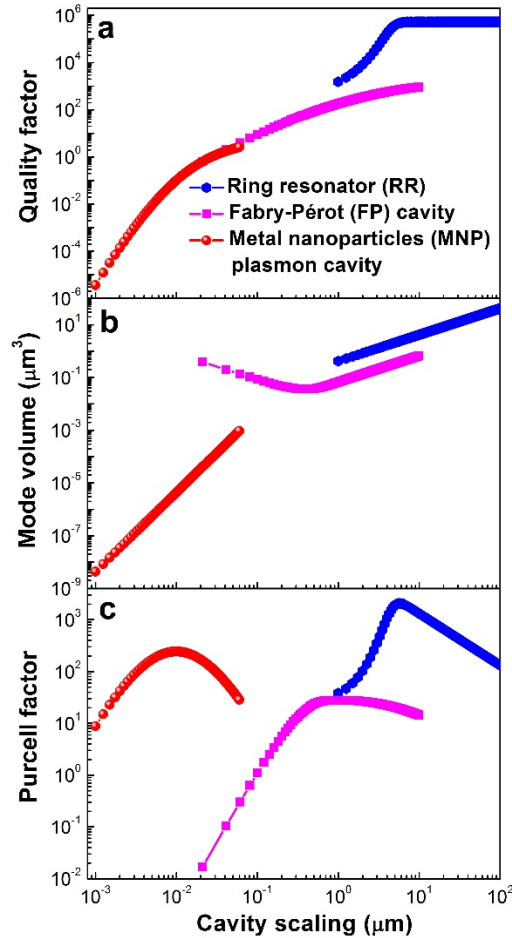 a
10^6
10^4
10^2
10^0
10^-2
10^-4
10^-6
Quality factor
Ring resonator (RR)
Fabry-Pérot (FP) cavity
Metal nanoparticles (MNP)
plasmon cavity
b
10^1
10^-1
10^-3
10^-5
10^-7
10^-9
Mode volume (μm^3)
c
10^3
10^2
10^1
10^0
10^-1
10^-2
Purcell factor
10^-3 10^-2 10^-1 10^0 10^1 10^2
Cavity scaling (μm)